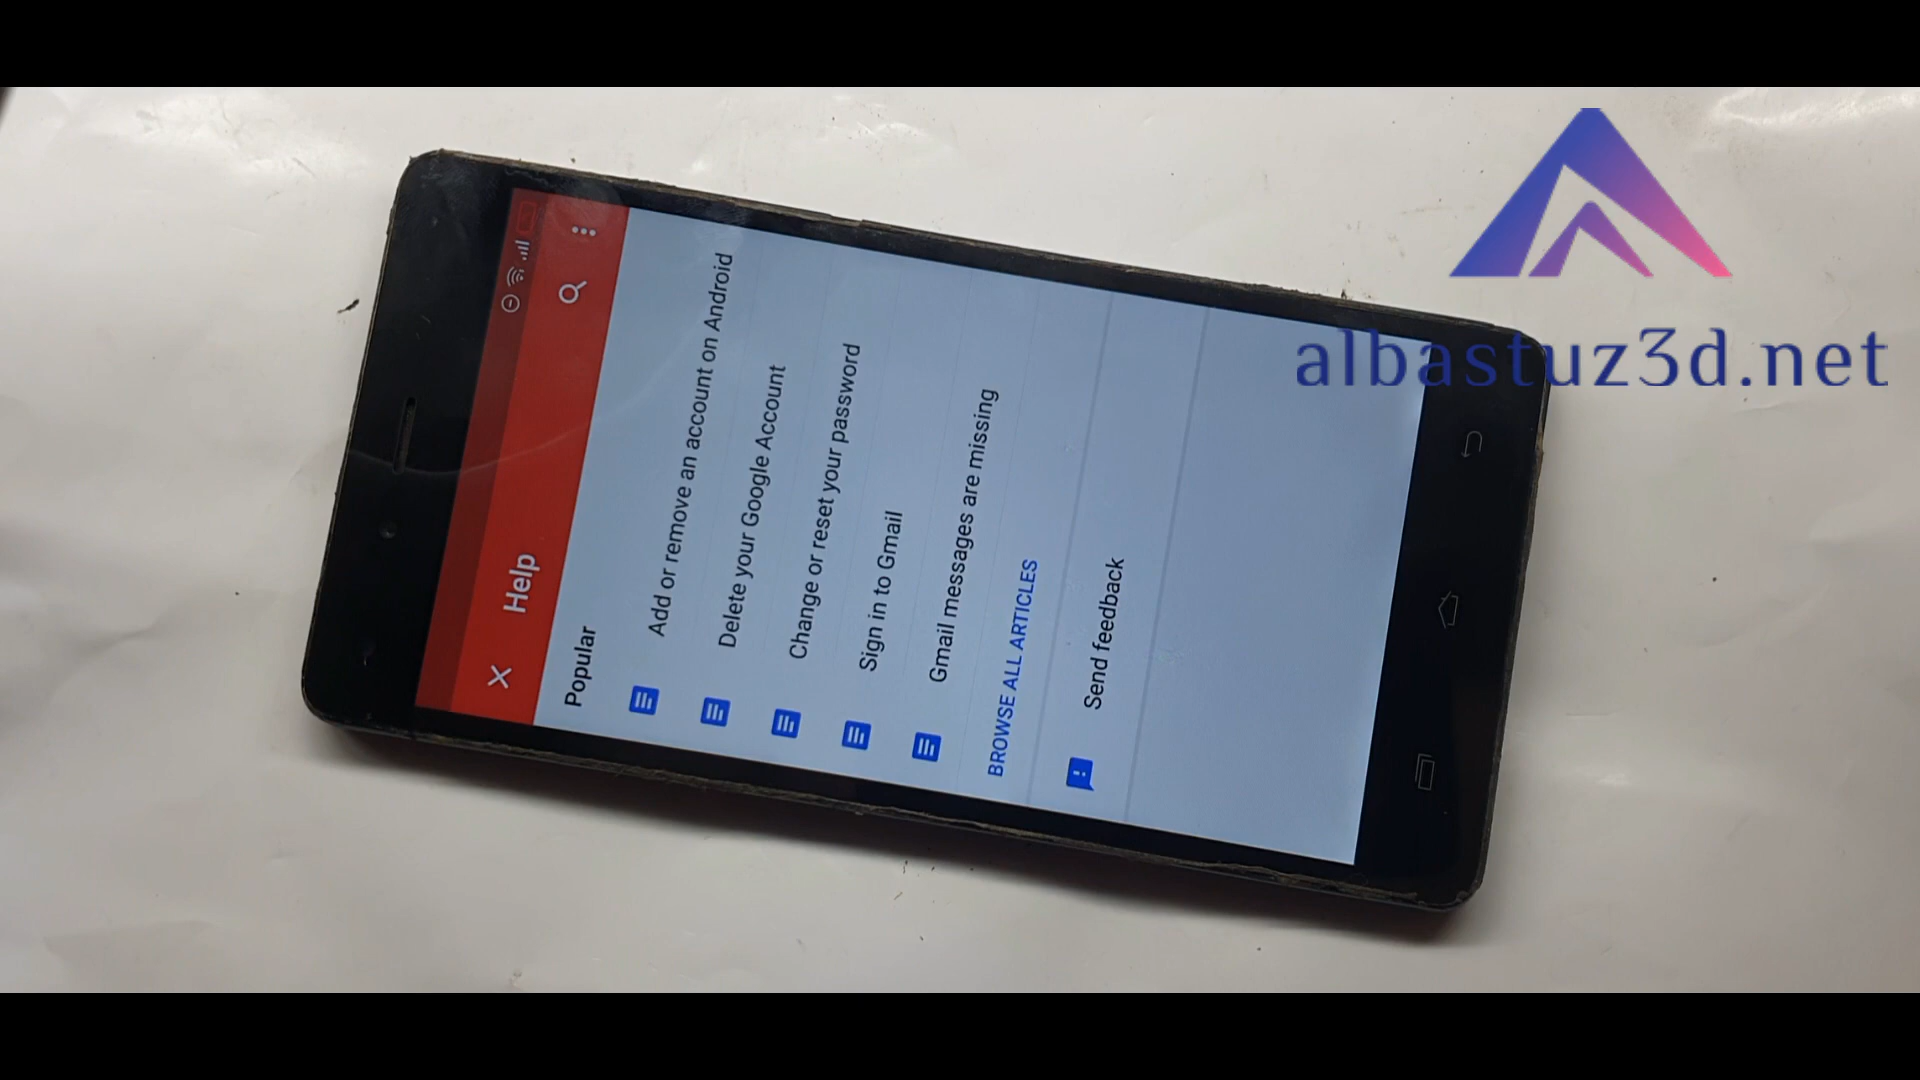 Help
Popular
Add or remove an account on Android
Delete your Google Account
Change or reset your password
Sign in to Gmail
Gmail messages are missing
BROWSE ALL ARTICLES
Send feedback
albastuz3d.net